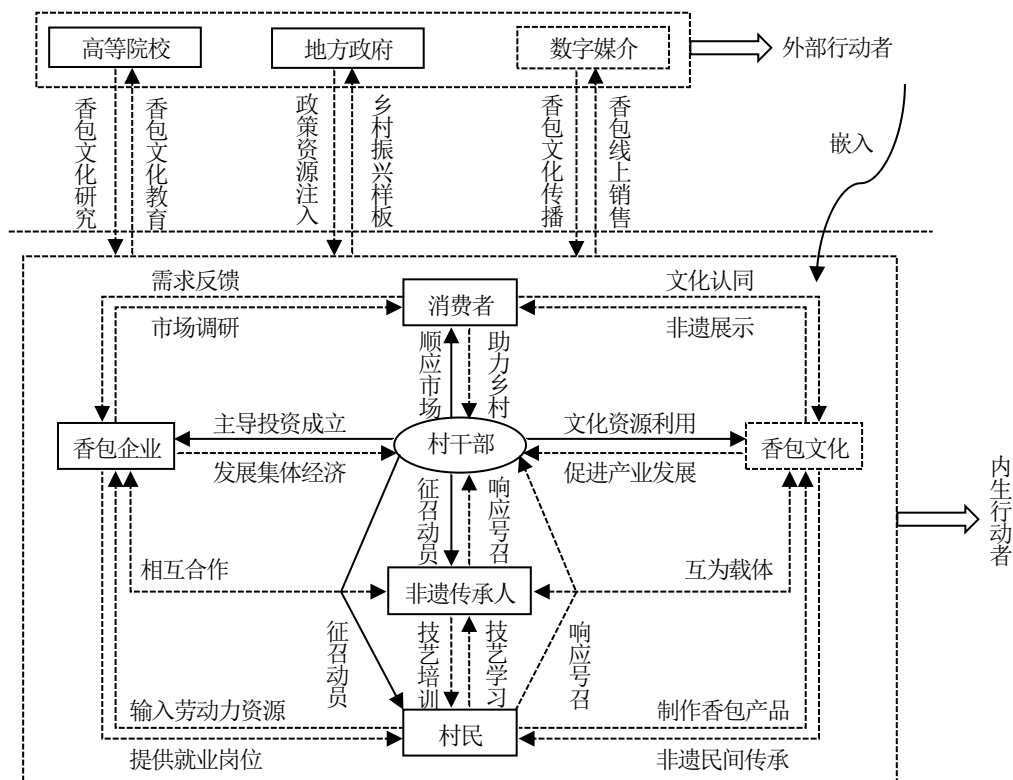 高等院校
地方政府
数字媒介
外部行动者
香包文化研究
香包文化教育
政策资源注入
乡村振兴样板
香包文化传播
香包线上销售
嵌入
需求反馈
消费者
文化认同
市场调研
非遗展示
顺应市场
助力乡村
主导投资成立
文化资源利用
香包企业
村干部
香包文化
发展集体经济
促进产业发展
内生行动者
征召动员
响应号召
相互合作
非遗传承人
互为载体
征召动员
技艺培训
技艺学习
响应号召
输入劳动力资源
村民
制作香包产品
提供就业岗位
非遗民间传承